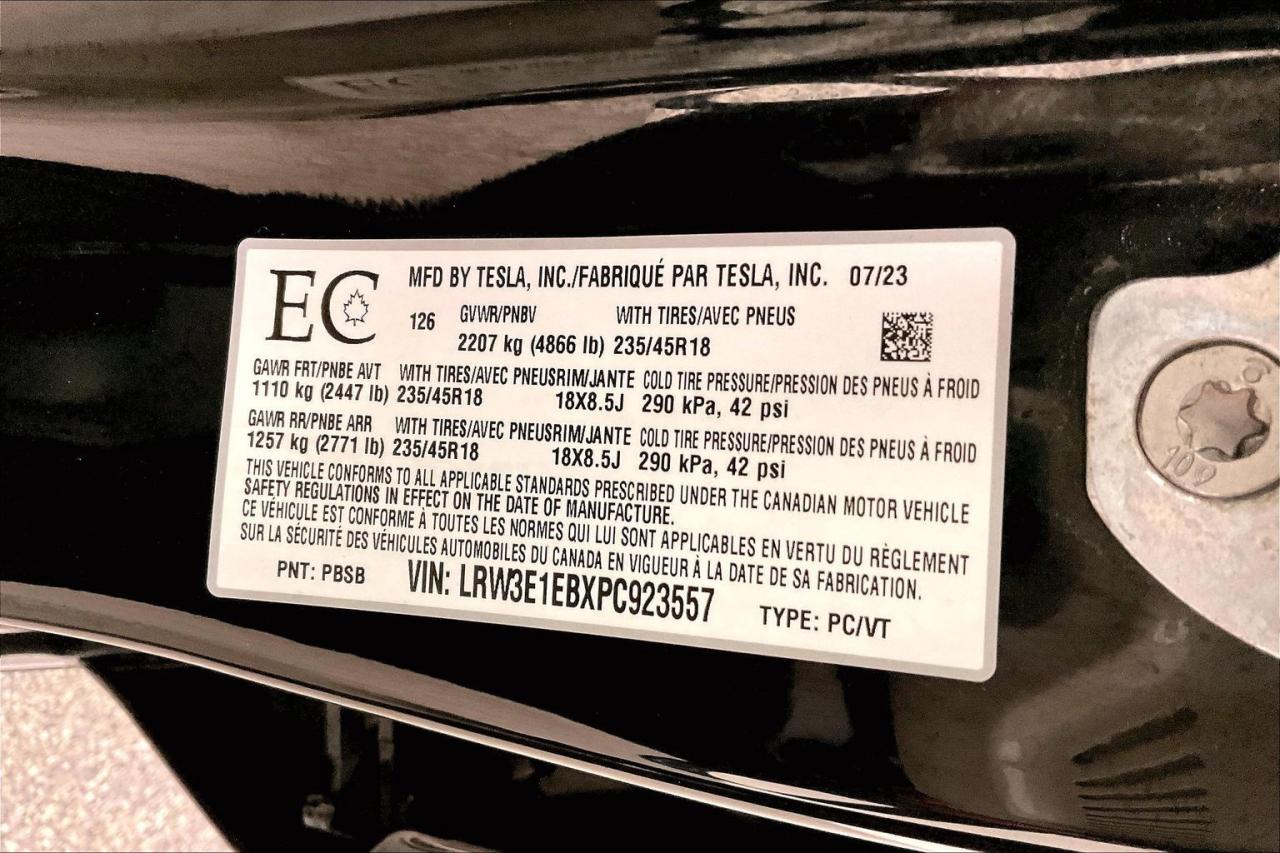 EC MFD BY TESLA, INC./FABRIQUÉ PAR TESLA, INC. 07/23
126 GVWR/PNBV WITH TIRES/AVEC PNEUS
2207 kg (4866 lb) 235/45R18
GAWR FRT/PNBE AVT WITH TIRES/AVEC PNEUSRIM/JANTE COLD TIRE PRESSURE/PRESSION DES PNEUS À FROID
1110 kg (2447 lb) 235/45R18 18X8.5J 290 kPa, 42 psi
GAWR RR/PNBE ARR WITH TIRES/AVEC PNEUSRIM/JANTE COLD TIRE PRESSURE/PRESSION DES PNEUS À FROID
1257 kg (2771 lb) 235/45R18 18X8.5J 290 kPa, 42 psi
THIS VEHICLE CONFORMS TO ALL APPLICABLE STANDARDS PRESCRIBED UNDER THE CANADIAN MOTOR VEHICLE
SAFETY REGULATIONS IN EFFECT ON THE DATE OF MANUFACTURE.
CE VÉHICULE EST CONFORME À TOUTES LES NORMES QUI LUI SONT APPLICABLES EN VERTU DU RÈGLEMENT
SUR LA SÉCURITÉ DES VÉHICULES AUTOMOBILES DU CANADA EN VIGUEUR À LA DATE DE SA FABRICATION.
PNT: PBSB VIN: LRW3E1EBXPC923557 TYPE: PC/VT
10.9